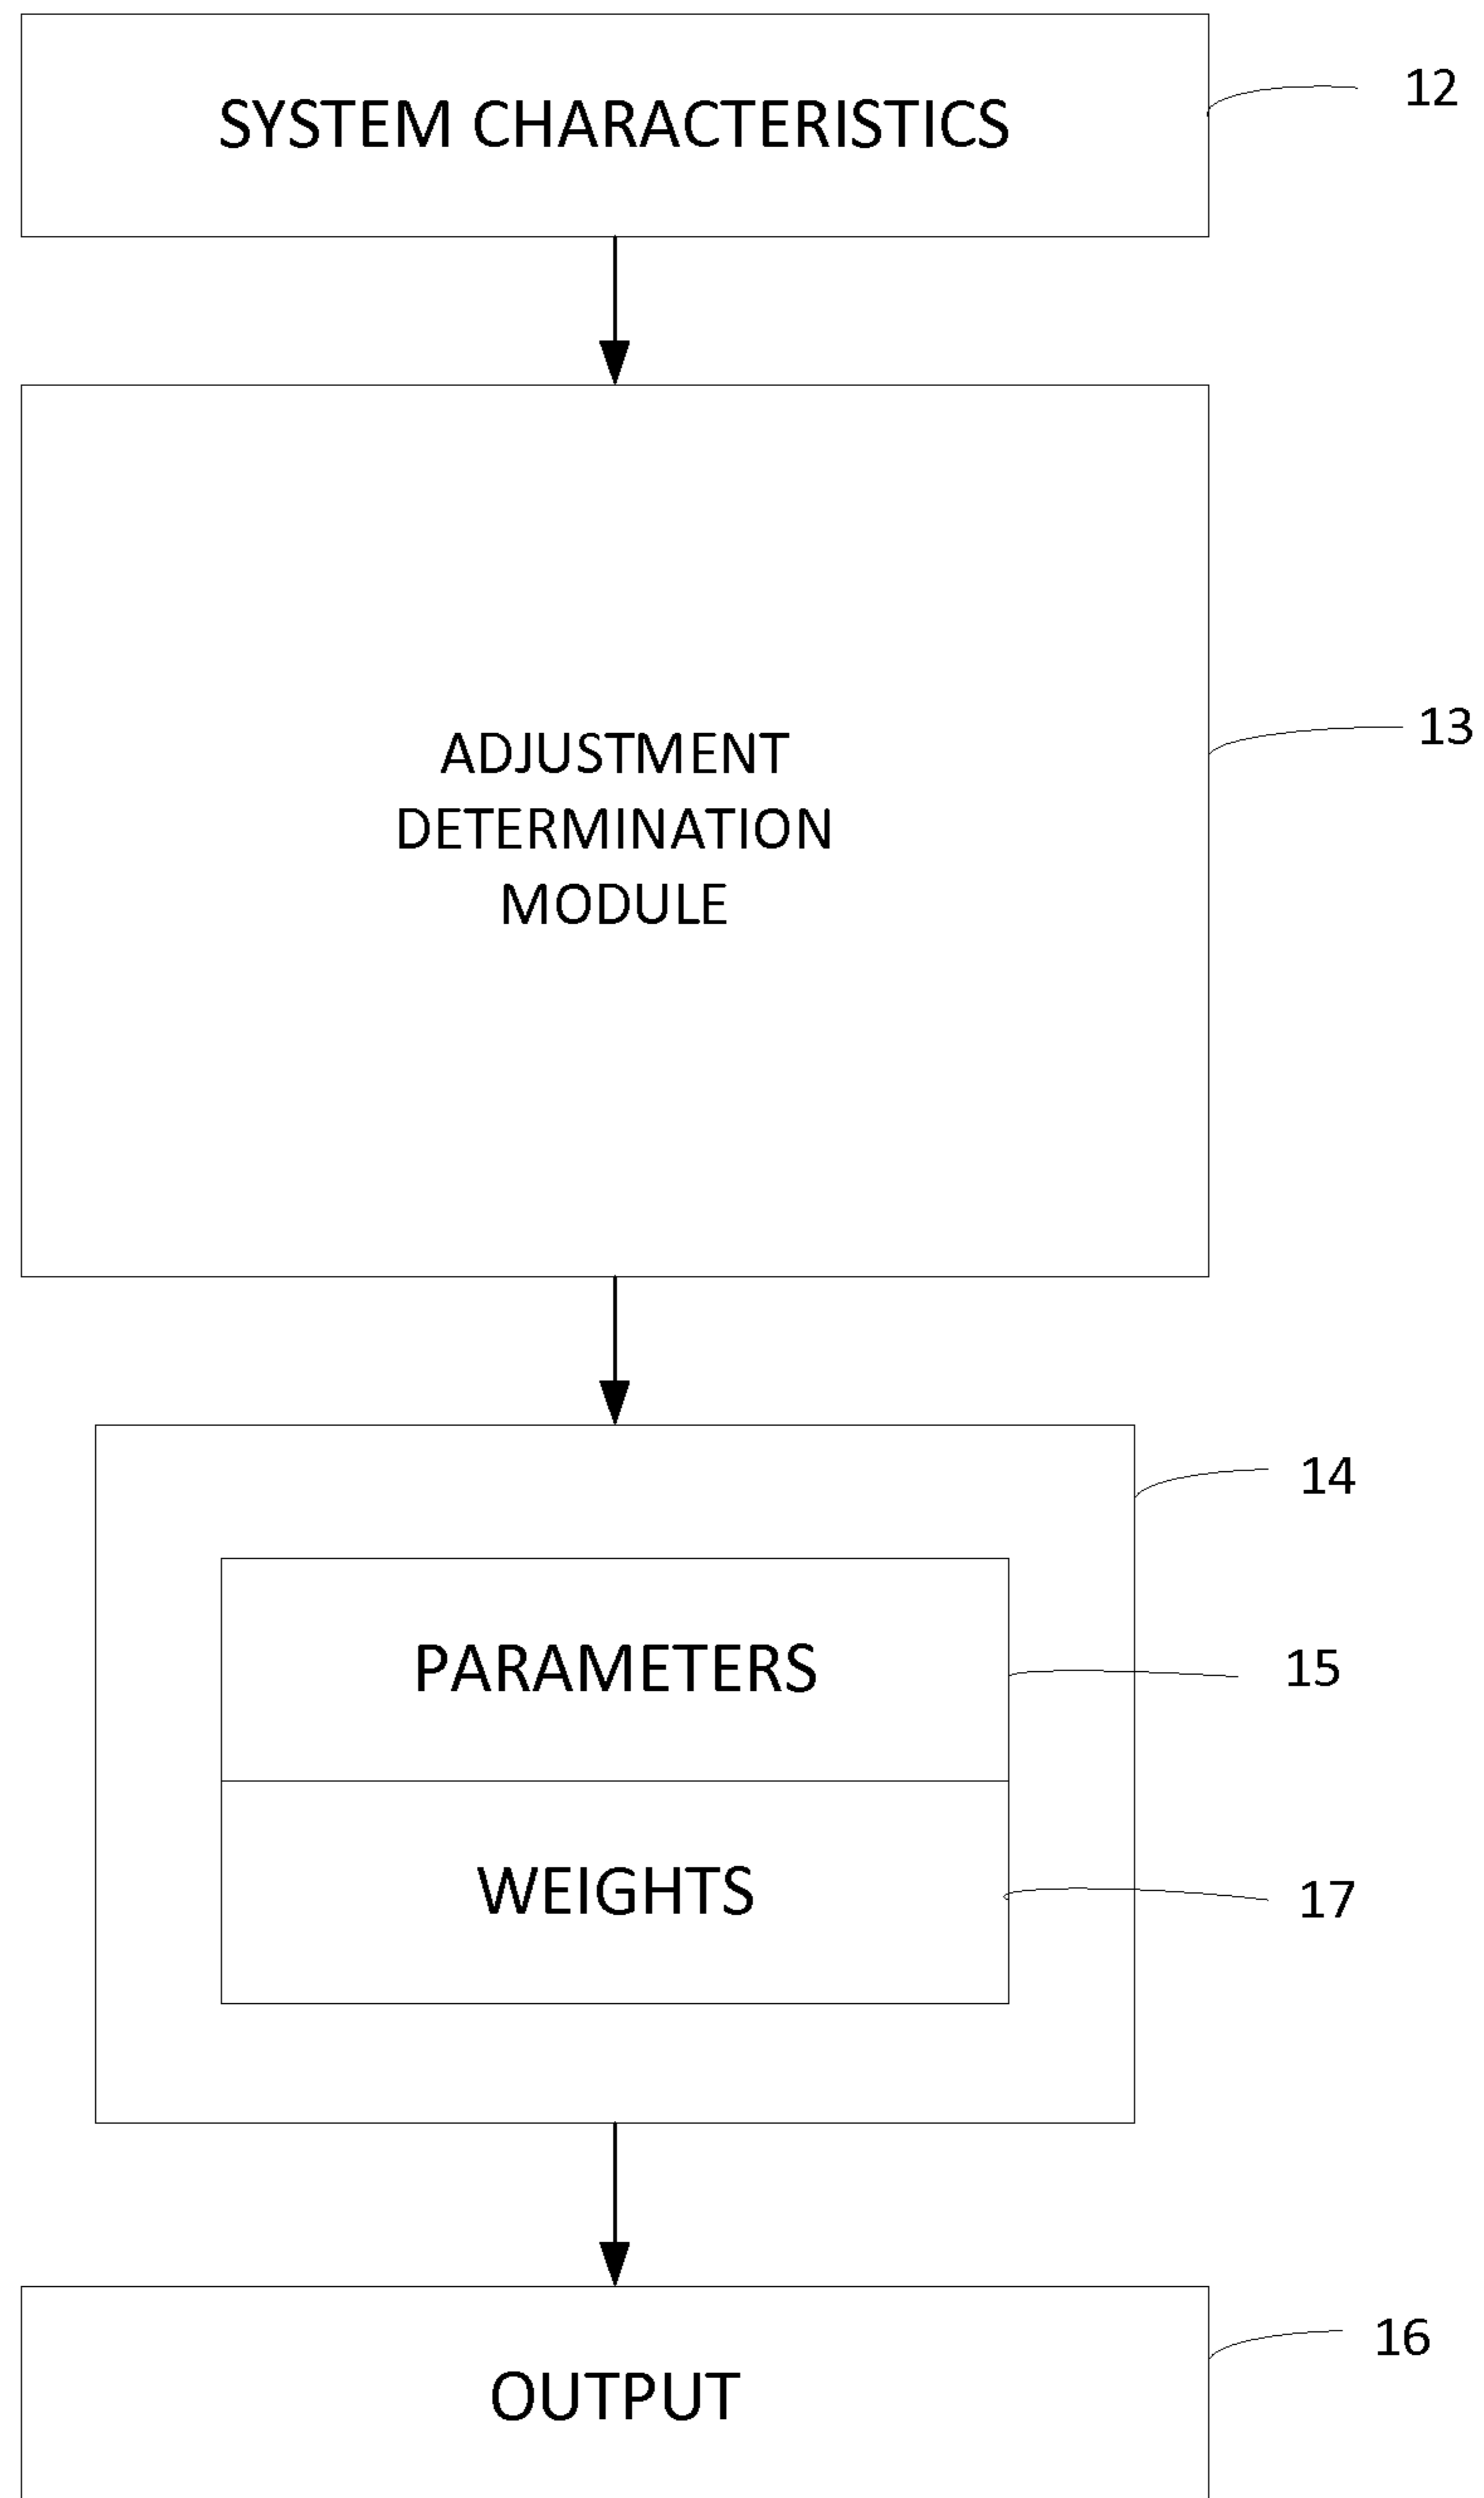 SYSTEM CHARACTERISTICS
12
ADJUSTMENT
DETERMINATION
MODULE
13
14
PARAMETERS
15
WEIGHTS
17
OUTPUT
16